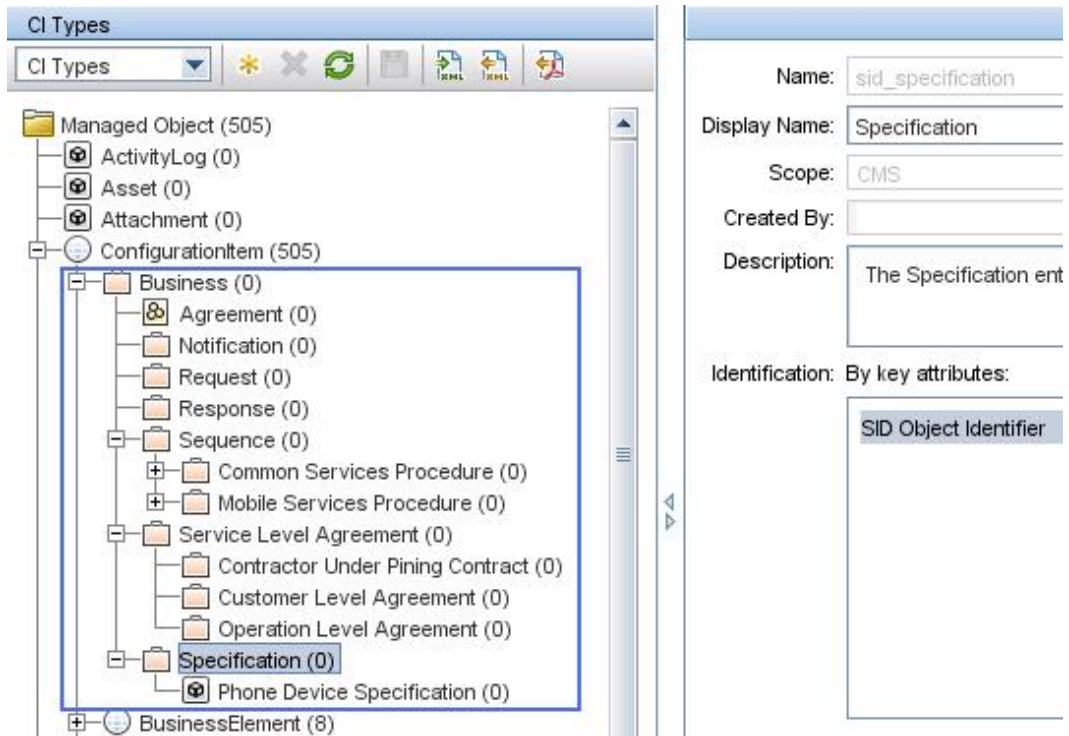 CI Types
CI Types
XML
XML
Managed Object (505)
ActivityLog (0)
Asset (0)
Attachment (0)
ConfigurationItem (505)
Business (0)
Agreement (0)
Notification (0)
Request (0)
Response (0)
Sequence (0)
Common Services Procedure (0)
Mobile Services Procedure (0)
Service Level Agreement (0)
Contractor Under Pining Contract (0)
Customer Level Agreement (0)
Operation Level Agreement (0)
Specification (0)
Phone Device Specification (0)
BusinessElement (8)
Name: sid_specification
Display Name: Specification
Scope: CMS
Created By:
Description: The Specification ent
Identification: By key attributes:
SID Object Identifier